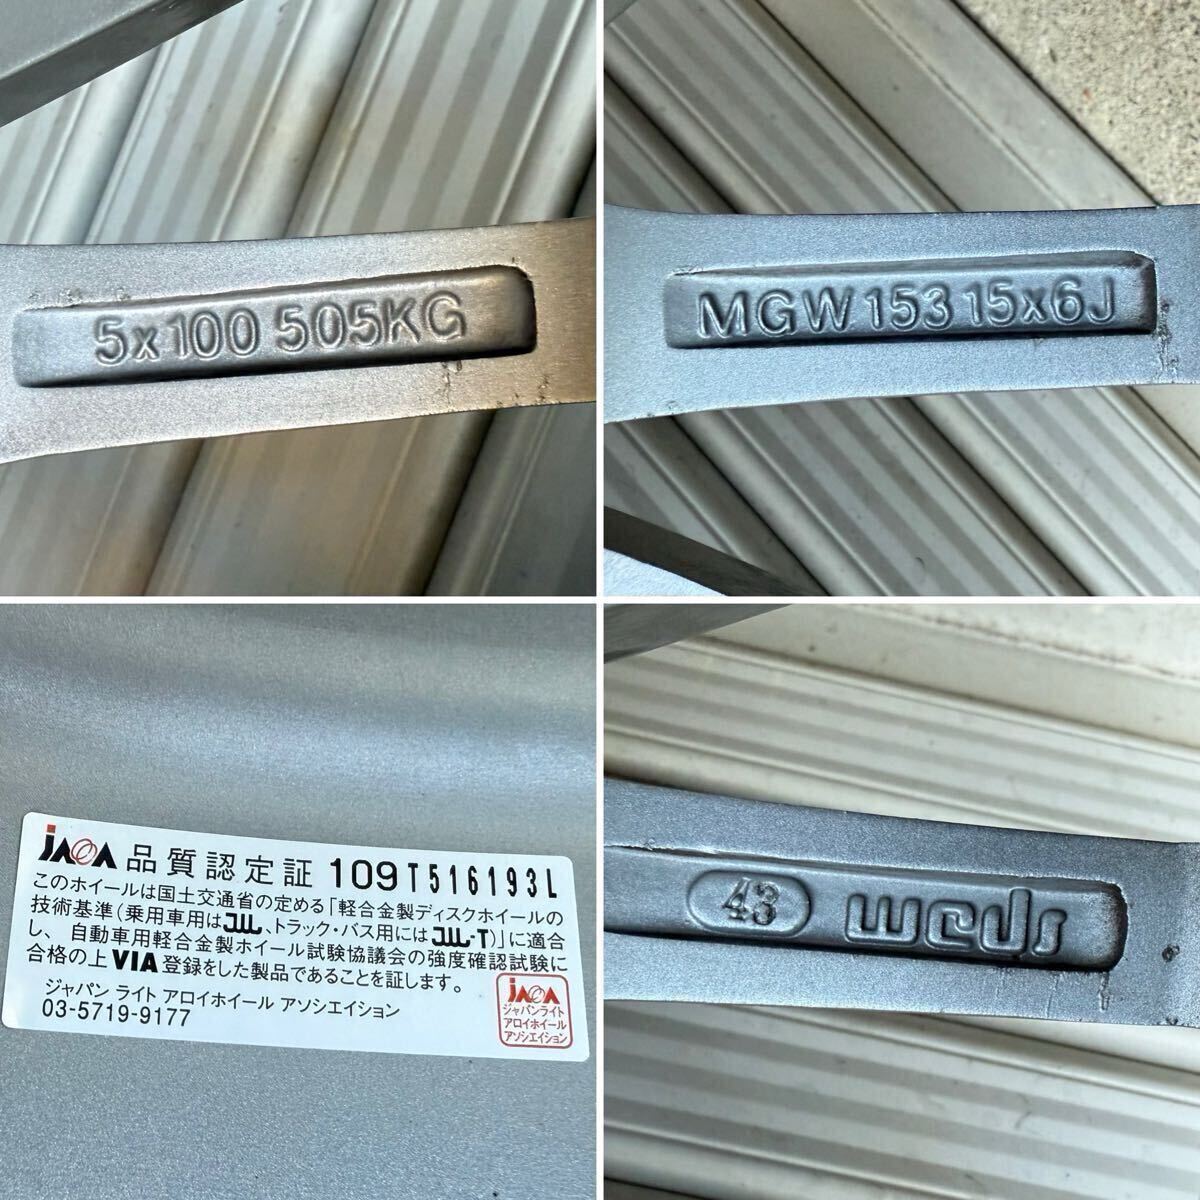 5x100 505KG
MGW153 15x6J
JAWA 品質認定証 109T516193L
このホイールは国土交通省の定める「軽合金製ディスクホイールの
技術基準(乗用車用はJWL、トラック・バス用にはJWL-T)」に適合
し、自動車用軽合金製ホイール試験協議会の強度確認試験に
合格の上VIA登録をした製品であることを証します。
ジャパン ライト アロイホイール アソシエイション
03-5719-9177
JAWA
ジャパンライト
アロイホイール
アソシエイション
43 weds